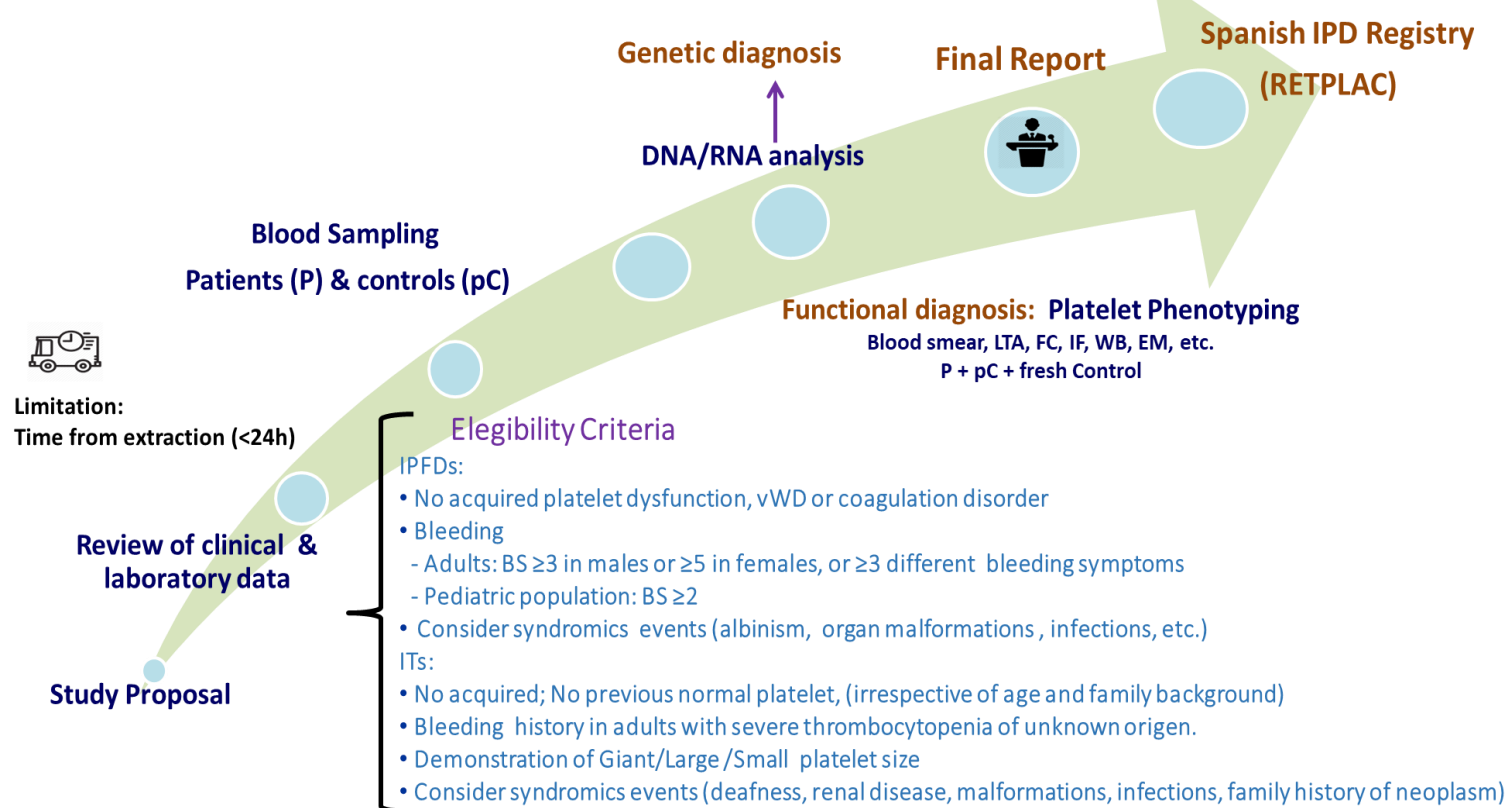 Spanish IPD Registry
(RETPLAC)
Final Report
Genetic diagnosis
DNA/RNA analysis
Blood Sampling
Patients (P) & controls (pC)
Functional diagnosis: Platelet Phenotyping
Blood smear, LTA, FC, IF, WB, EM, etc.
P + pC + fresh Control
Limitation:
Time from extraction (<24h)
Review of clinical &
laboratory data
Study Proposal
Elegibility Criteria
IPFDs:
• No acquired platelet dysfunction, vWD or coagulation disorder
• Bleeding
- Adults: BS ≥3 in males or ≥5 in females, or ≥3 different bleeding symptoms
- Pediatric population: BS ≥2
• Consider syndromics events (albinism, organ malformations , infections, etc.)
ITs:
• No acquired; No previous normal platelet, (irrespective of age and family background)
• Bleeding history in adults with severe thrombocytopenia of unknown origen.
• Demonstration of Giant/Large /Small platelet size
• Consider syndromics events (deafness, renal disease, malformations, infections, family history of neoplasm)